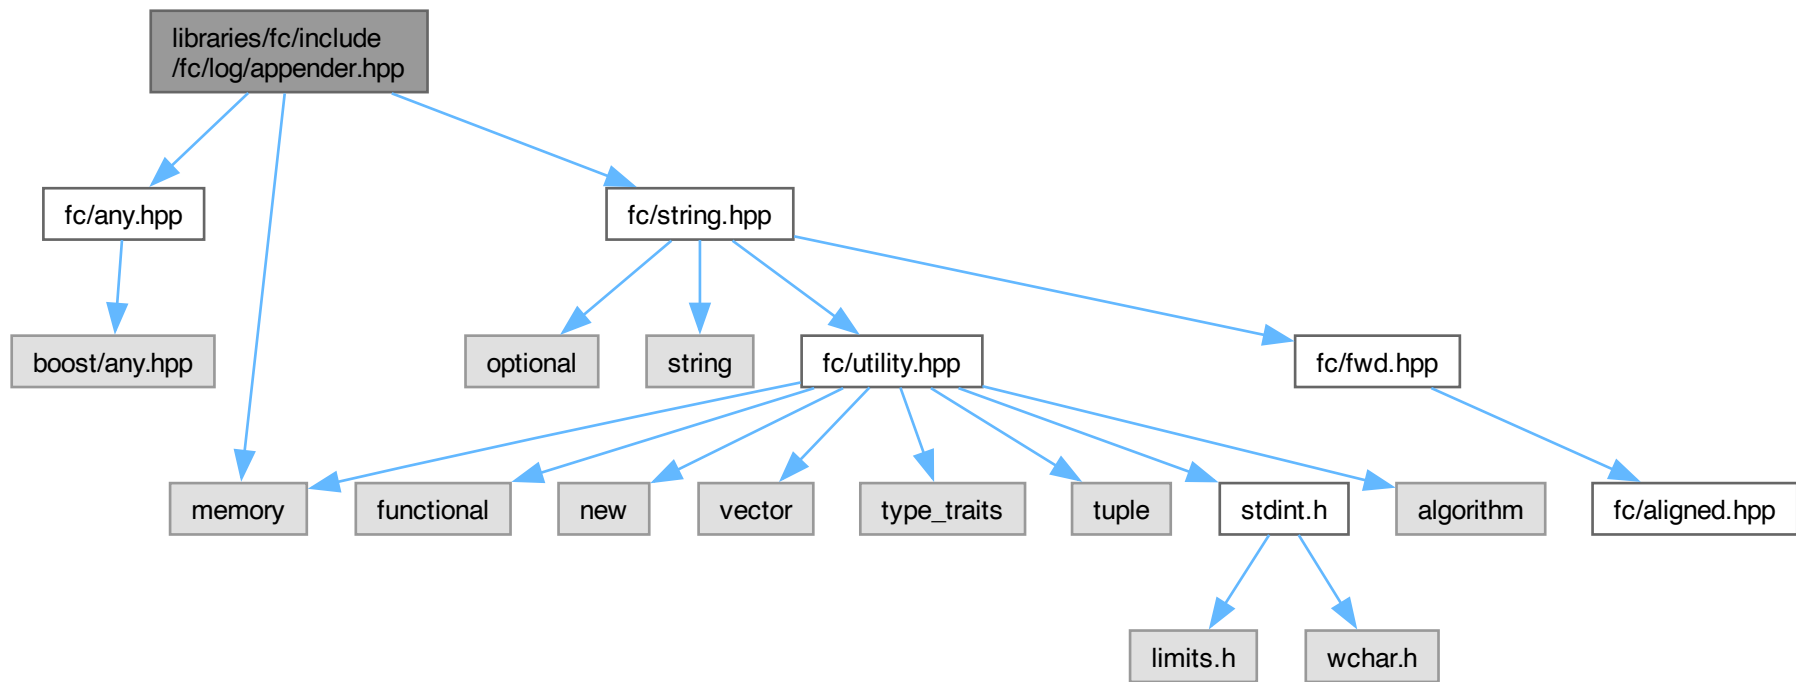 libraries/fc/include
/fc/log/appender.hpp
fc/any.hpp
fc/string.hpp
boost/any.hpp
optional
string
fc/utility.hpp
fc/fwd.hpp
memory
functional
new
vector
type_traits
tuple
stdint.h
algorithm
fc/aligned.hpp
limits.h
wchar.h